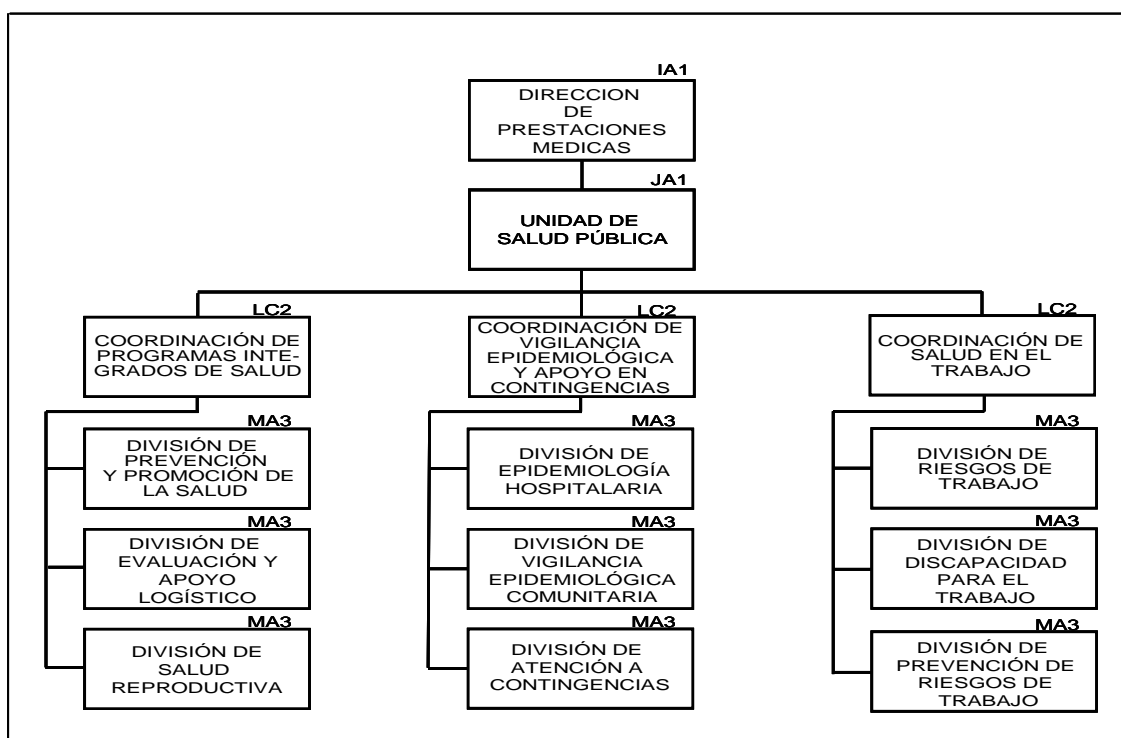 IA1
DIRECCION
DE
PRESTACIONES
MEDICAS
JA1
UNIDAD DE
SALUD PÚBLICA
LC2
COORDINACIÓN DE
PROGRAMAS INTE-
GRADOS DE SALUD
MA3
DIVISIÓN DE
PREVENCIÓN
Y PROMOCIÓN DE
LA SALUD
MA3
DIVISIÓN DE
EVALUACIÓN Y
APOYO
LOGÍSTICO
MA3
DIVISIÓN DE
SALUD
REPRODUCTIVA
LC2
COORDINACIÓN DE
VIGILANCIA
EPIDEMIOLÓGICA
Y APOYO EN
CONTINGENCIAS
MA3
DIVISIÓN DE
EPIDEMIOLOGÍA
HOSPITALARIA
MA3
DIVISIÓN DE
VIGILANCIA
EPIDEMIOLÓGICA
COMUNITARIA
MA3
DIVISIÓN DE
ATENCIÓN A
CONTINGENCIAS
LC2
COORDINACIÓN DE
SALUD EN EL
TRABAJO
MA3
DIVISIÓN DE
RIESGOS DE
TRABAJO
MA3
DIVISIÓN DE
DISCAPACIDAD
PARA EL
TRABAJO
MA3
DIVISIÓN DE
PREVENCIÓN DE
RIESGOS DE
TRABAJO